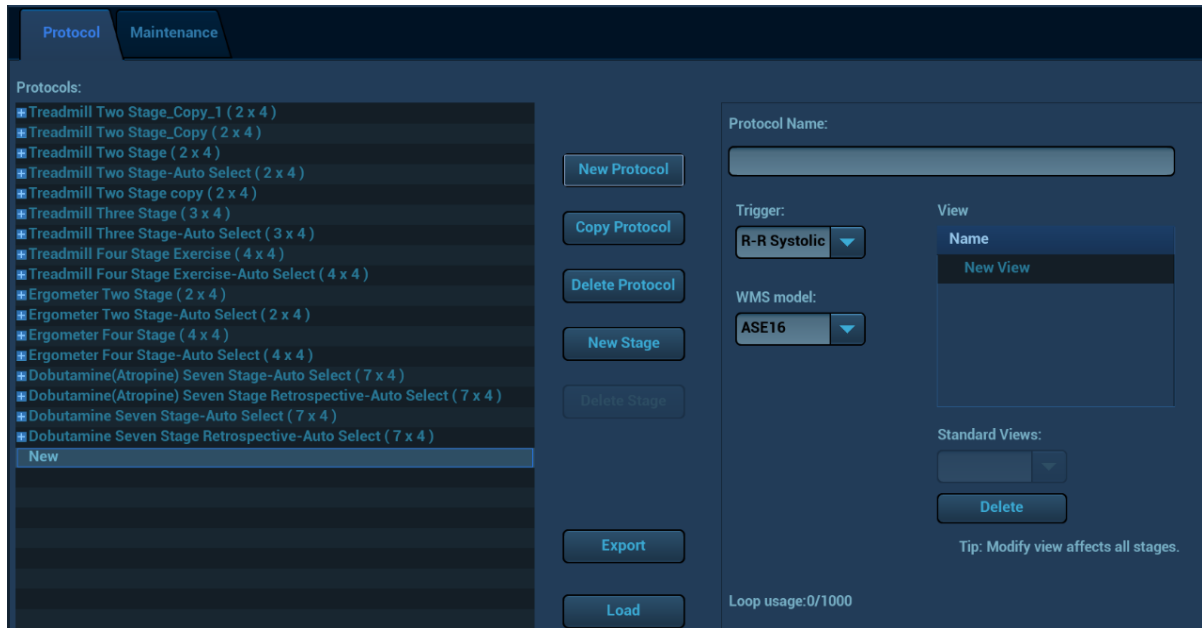 Protocol
Maintenance
Protocols:
Treadmill Two Stage_Copy_1 ( 2 x 4 )
Treadmill Two Stage_Copy ( 2 x 4 )
Treadmill Two Stage ( 2 x 4 )
Treadmill Two Stage-Auto Select ( 2 x 4 )
Treadmill Two Stage copy ( 2 x 4 )
Treadmill Three Stage ( 3 x 4 )
Treadmill Three Stage-Auto Select ( 3 x 4 )
Treadmill Four Stage Exercise ( 4 x 4 )
Treadmill Four Stage Exercise-Auto Select ( 4 x 4 )
Ergometer Two Stage ( 2 x 4 )
Ergometer Two Stage-Auto Select ( 2 x 4 )
Ergometer Four Stage ( 4 x 4 )
Ergometer Four Stage-Auto Select ( 4 x 4 )
Dobutamine(Atropine) Seven Stage-Auto Select ( 7 x 4 )
Dobutamine(Atropine) Seven Stage Retrospective-Auto Select ( 7 x 4 )
Dobutamine Seven Stage-Auto Select ( 7 x 4 )
Dobutamine Seven Stage Retrospective-Auto Select ( 7 x 4 )
New
New Protocol
Copy Protocol
Delete Protocol
New Stage
Delete Stage
Export
Load
Protocol Name:
Trigger:
R-R Systolic
WMS model:
ASE16
View
Name
New View
Standard Views:
Delete
Tip: Modify view affects all stages.
Loop usage:0/1000